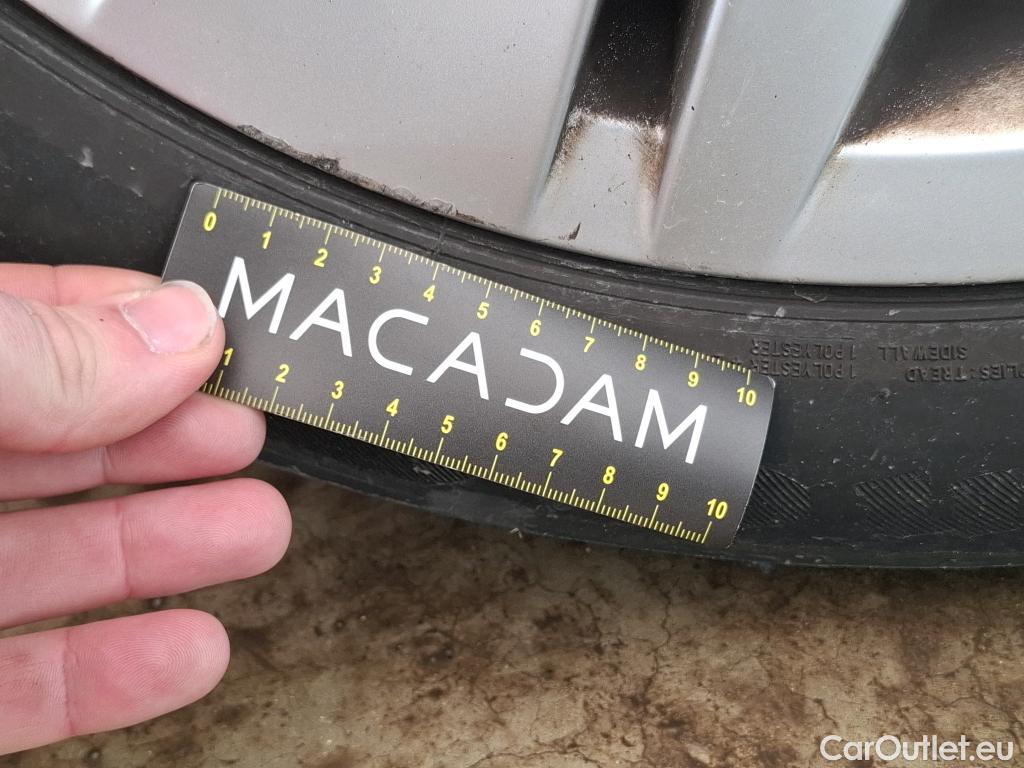 0 1 2 3 4 5 6 7 8 9 10
MACADAM
1 2 3 4 5 6 7 8 9 10
PLIES: TREAD 1 POLYESTER +
SIDEWALL 1 POLYESTER
CarOutlet.eu